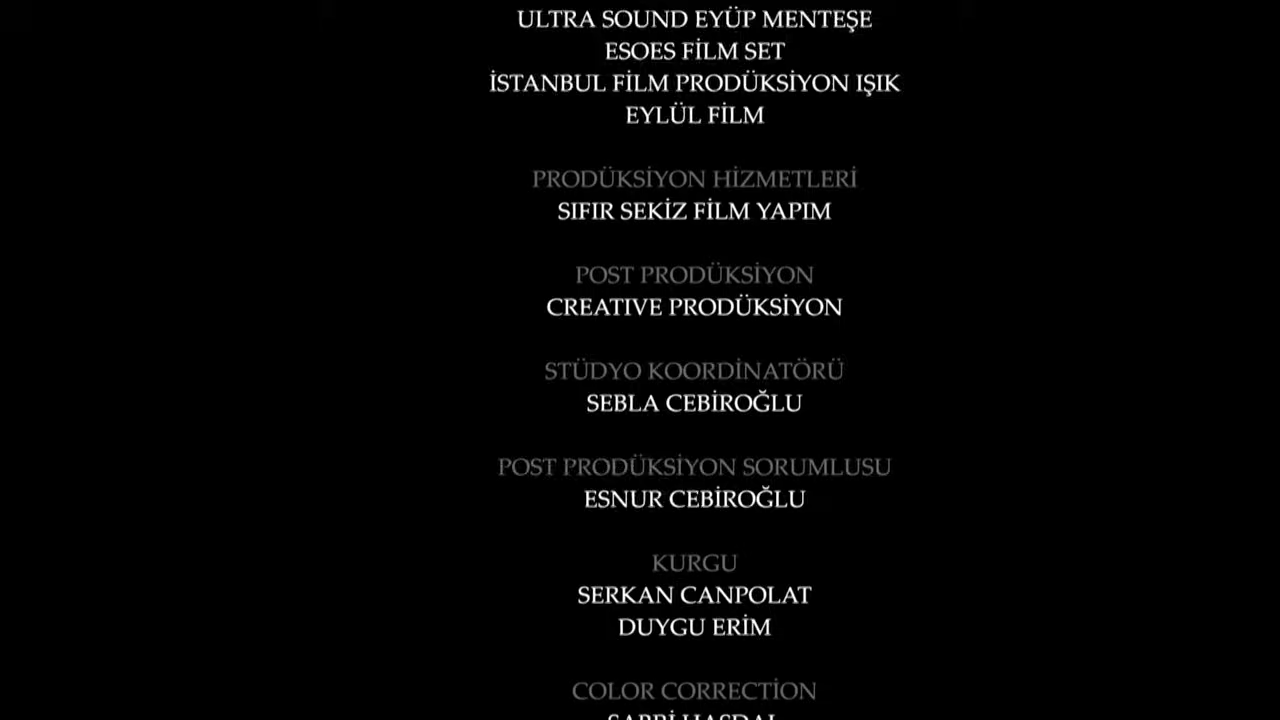 ULTRA SOUND EYÜP MENTEŞE
ESOES FİLM SET
İSTANBUL FİLM PRODÜKSİYON IŞIK
EYLÜL FİLM
PRODÜKSİYON HİZMETLERİ
SIFIR SEKİZ FİLM YAPIM
POST PRODÜKSİYON
CREATIVE PRODÜKSİYON
STÜDYO KOORDİNATÖRÜ
SEBLA CEBİROĞLU
POST PRODÜKSİYON SORUMLUSU
ESNUR CEBİROĞLU
KURGU
SERKAN CANPOLAT
DUYGU ERİM
COLOR CORRECTİON